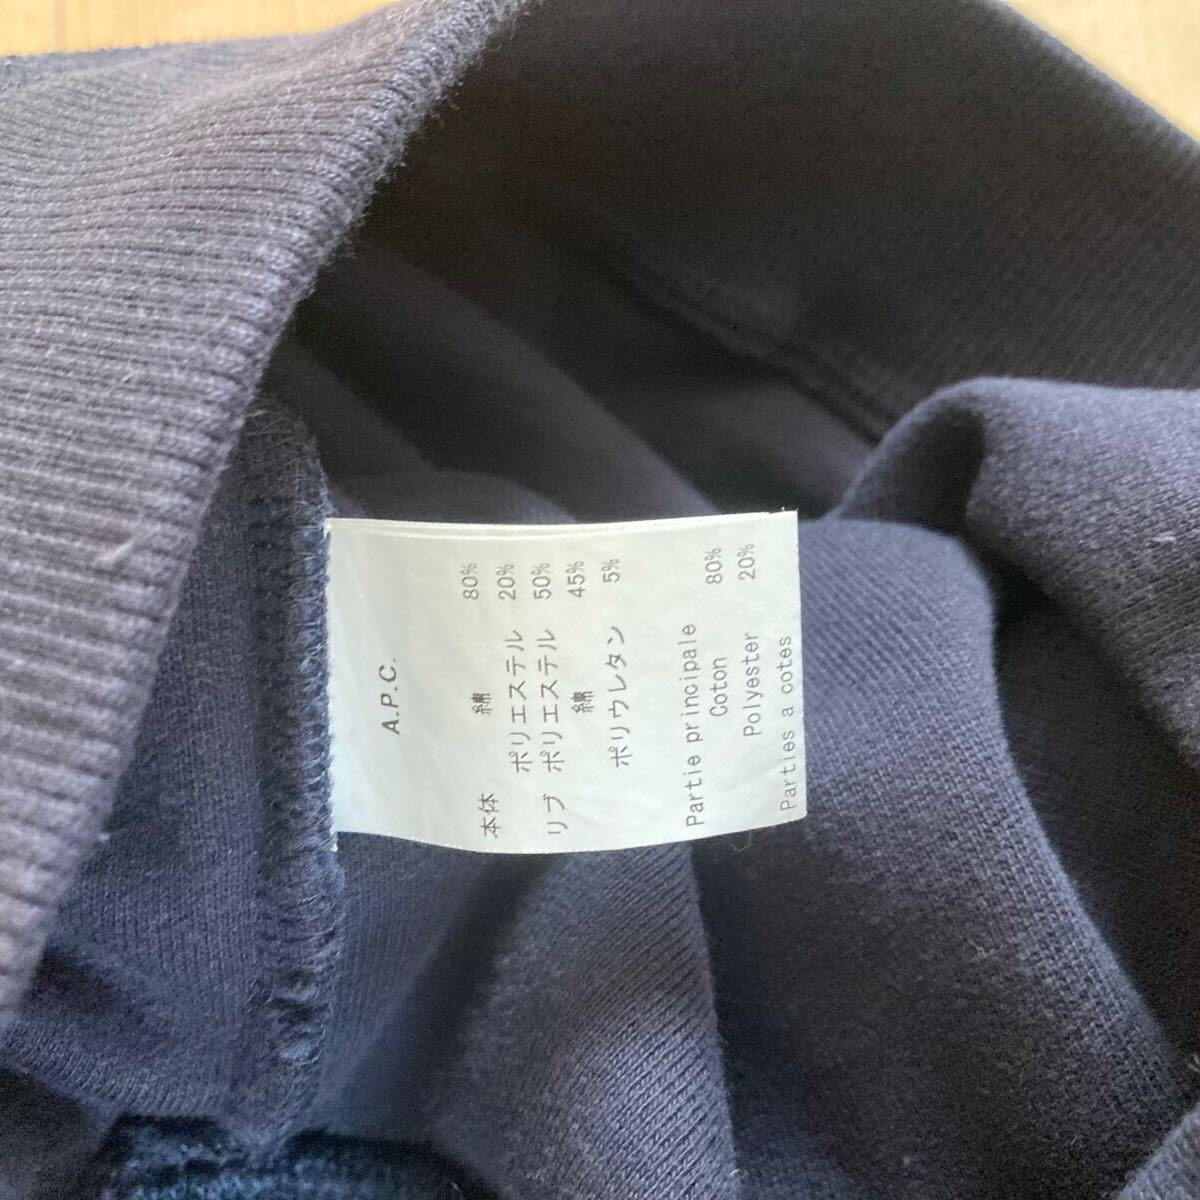 A.P.C.
本体 綿 80%
ポリエステル 20%
リブ ポリエステル 50%
綿 45%
ポリウレタン 5%
Partie principale
Coton 80%
Polyester 20%
Parties a cotes